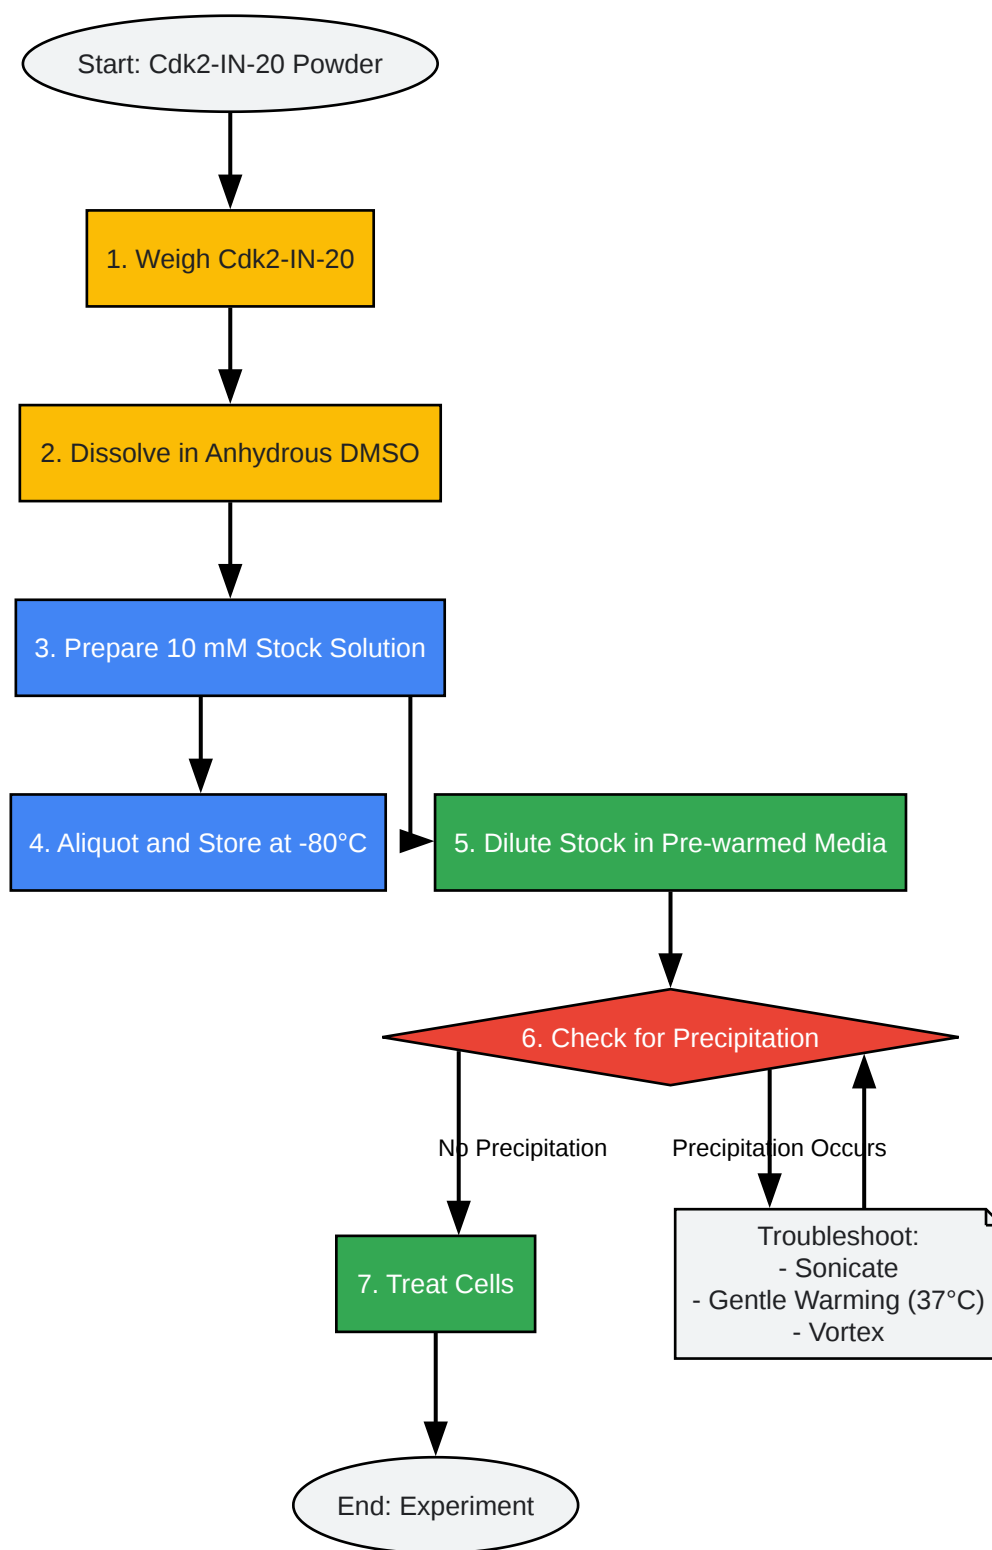 Start: Cdk2-IN-20 Powder
1. Weigh Cdk2-IN-20
2. Dissolve in Anhydrous DMSO
3. Prepare 10 mM Stock Solution
4. Aliquot and Store at -80°C
5. Dilute Stock in Pre-warmed Media
6. Check for Precipitation
No Precipitation
Precipitation Occurs
Troubleshoot:
- Sonicate
- Gentle Warming (37°C)
- Vortex
7. Treat Cells
End: Experiment